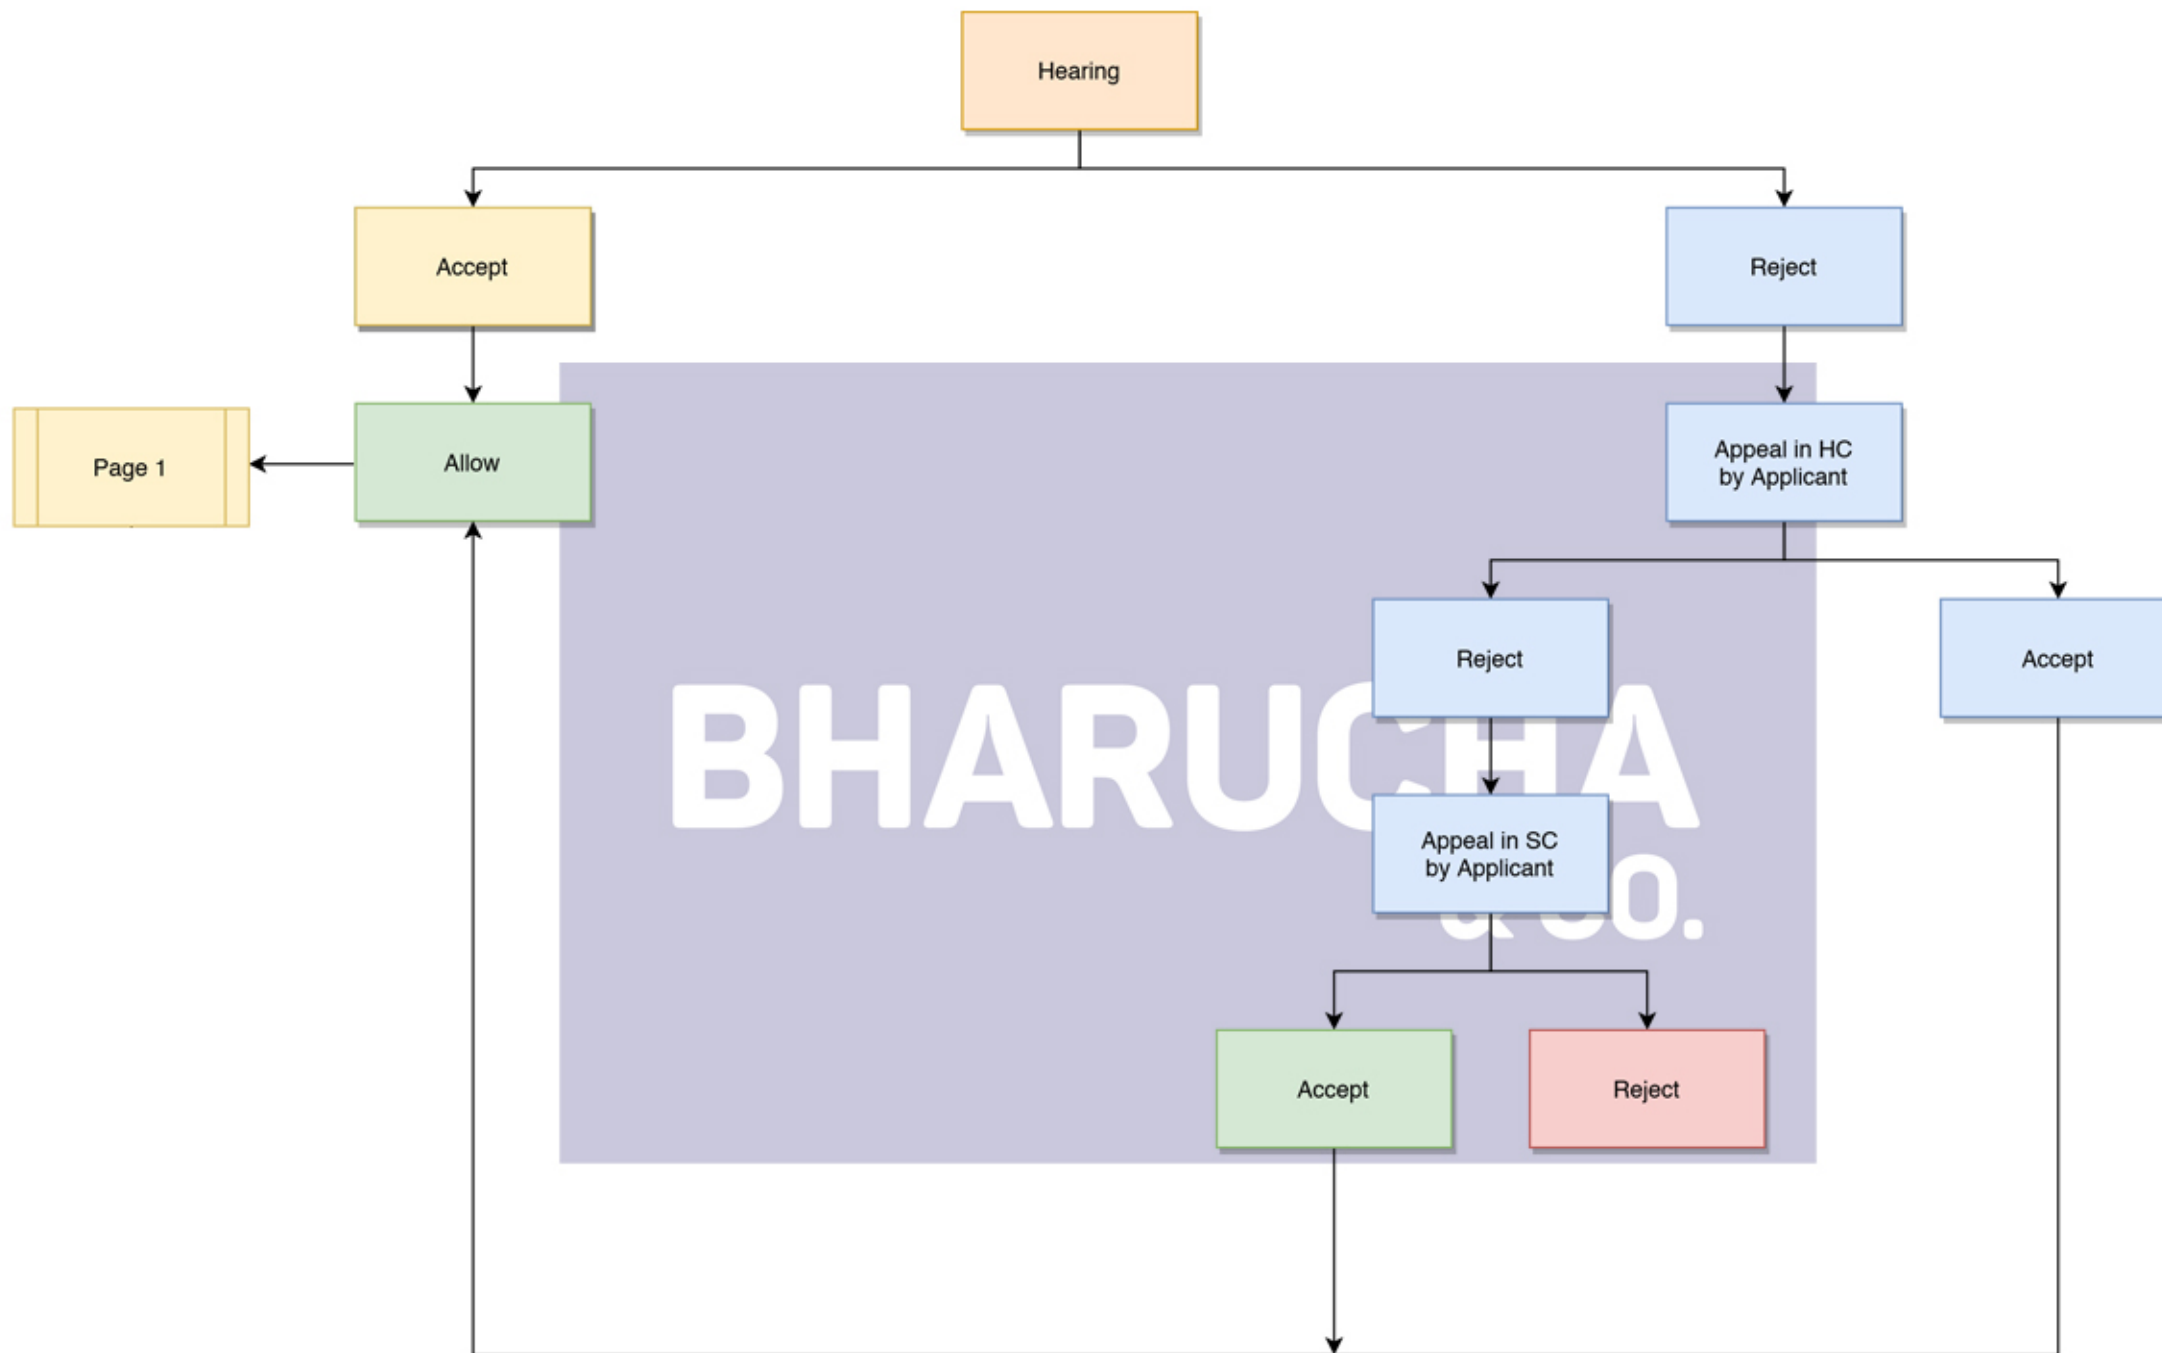 Hearing
Accept
Reject
Page 1
Allow
Appeal in HC
by Applicant
Reject
Accept
BHARUCHA
Appeal in SC
by Applicant
& CO.
Accept
Reject